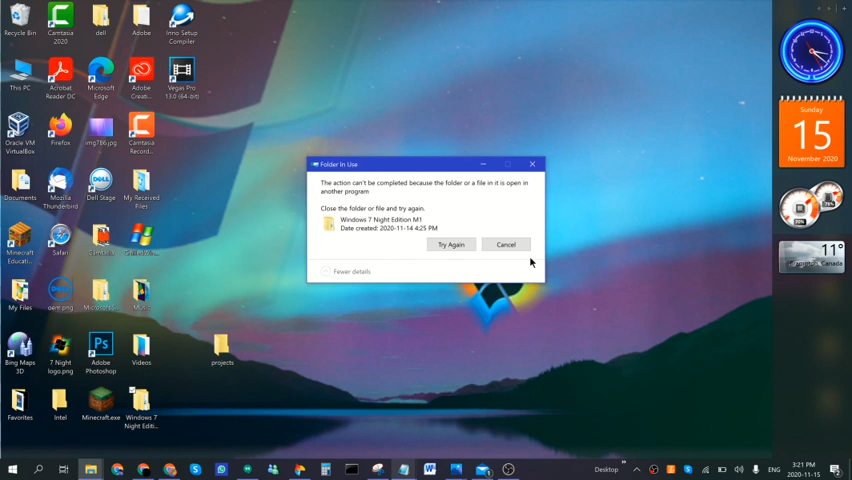 Recycle Bin
Camtasia 2020
dell
Adobe
Inno Setup Compiler
This PC
Acrobat Reader DC
Microsoft Edge
Adobe Creati...
Vegas Pro 13.0 (64-bit)
Oracle VM VirtualBox
Firefox
img786.jpg
Camtasia Record...
Documents
Mozilla Thunderbird
Dell Stage
My Received Files
Minecraft Educati...
Safari
Camtasi...
My Files
oem.png
Microsoft...
Music
Bing Maps 3D
7 Night logo.png
Adobe Photoshop
Videos
projects
Favorites
Intel
Minecraft.exe
Windows 7 Night Editi...
Folder In Use
The action can't be completed because the folder or a file in it is open in
another program
Close the folder or file and try again.
Windows 7 Night Edition M1
Date created: 2020-11-14 4:25 PM
Try Again
Cancel
Fewer details
Sunday
15
November 2020
11°
Canada
Desktop
3:21 PM
2020-11-15